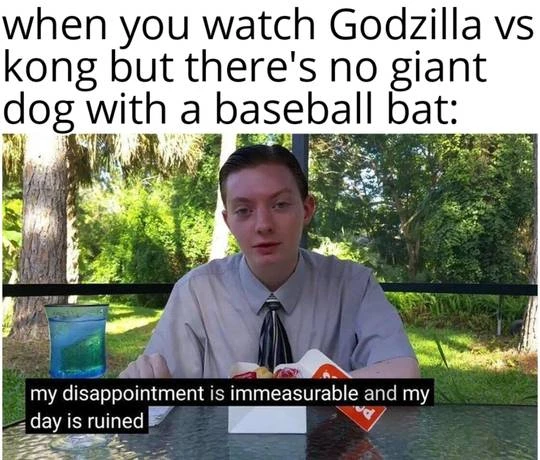 when you watch Godzilla vs
kong but there's no giant
dog with a baseball bat:
my disappointment is immeasurable and my
day is ruined